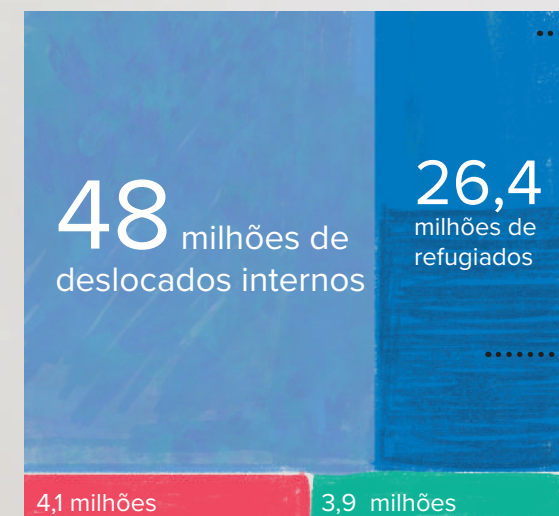 48 milhões de
deslocados internos
26,4
milhões de
refugiados
4,1 milhões
3,9 milhões